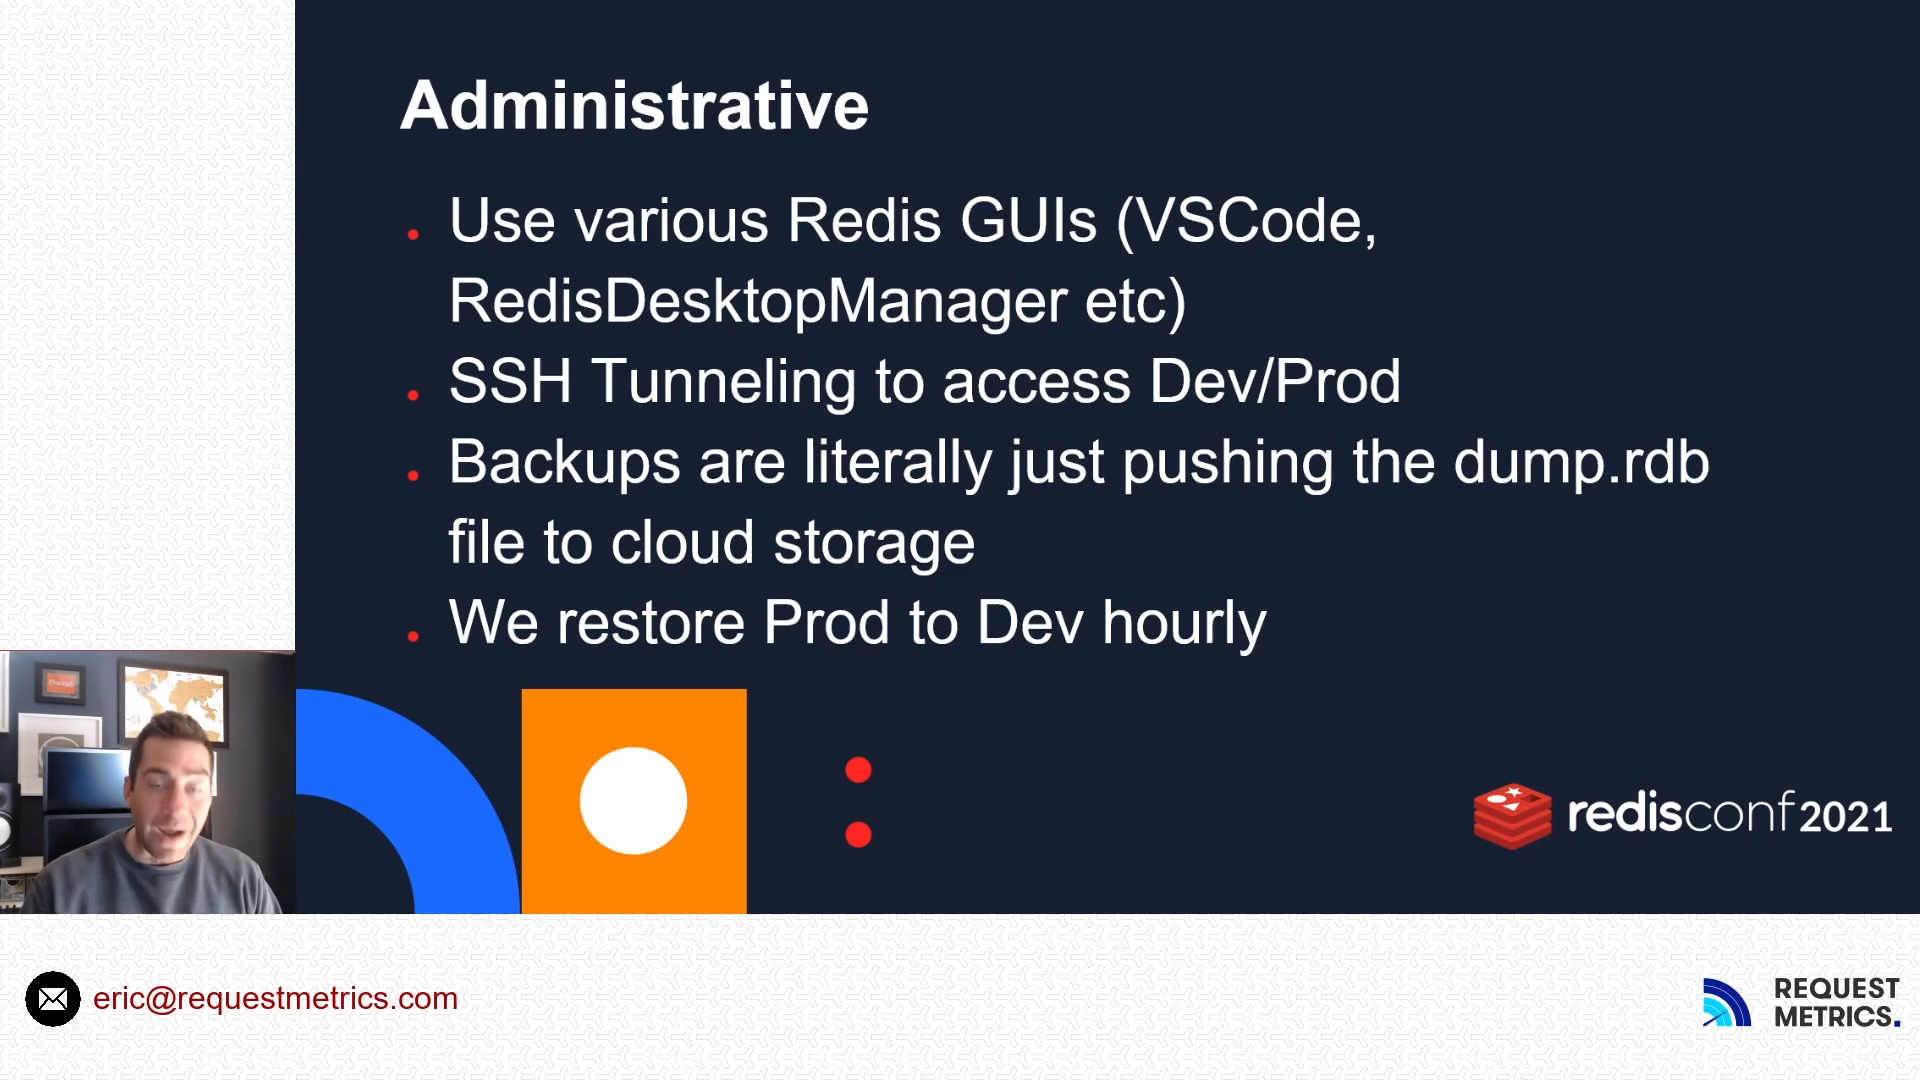 Administrative
Use various Redis GUIs (VSCode,
RedisDesktopManager etc)
SSH Tunneling to access Dev/Prod
Backups are literally just pushing the dump.rdb
file to cloud storage
We restore Prod to Dev hourly
redisconf2021
eric@requestmetrics.com
REQUEST
METRICS.